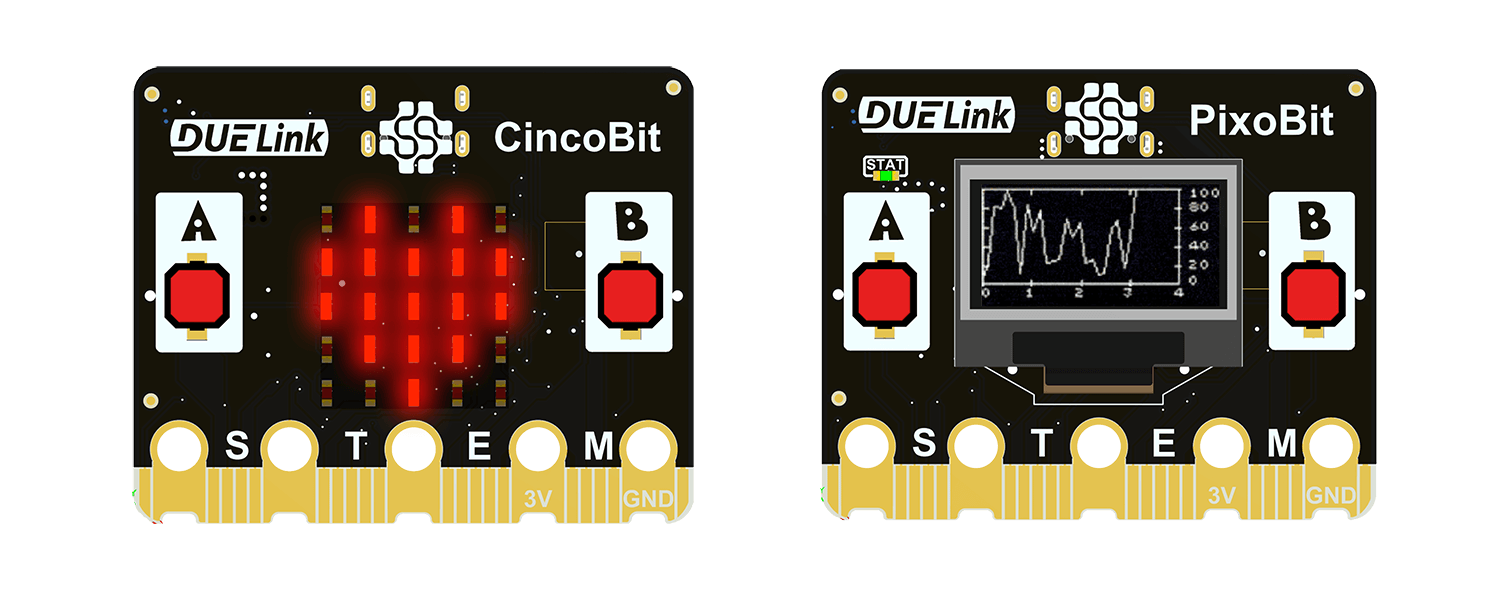 DUELink CincoBit
A B
S T E M
3V GND
DUELink PixoBit
STAT
A B
100
80
60
40
20
0
0 1 2 3 4
S T E M
3V GND